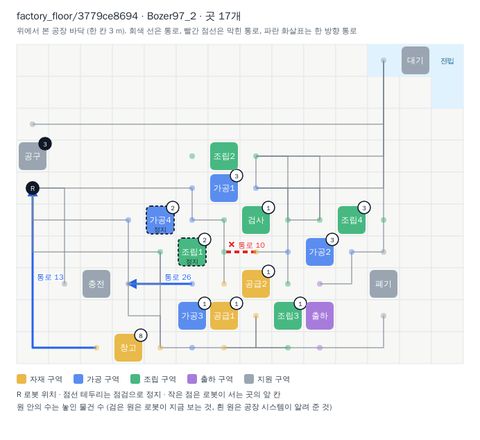 factory_floor/3779ce8694 · Bozer97_2 · 곳 17개
위에서 본 공장 바닥 (한 칸 3 m). 회색 선은 통로, 빨간 점선은 막힌 통로, 파란 화살표는 한 방향 통로
대기
전립
3
공구
조립2
3
가공1
R
2
가공4
정지
1
검사
3
조립4
2
조립1
정지
✕ 통로 10
3
가공2
통로 13
충전
통로 26
1
공급2
폐기
1
가공3
1
공급1
1
조립3
출하
8
창고
자재 구역
가공 구역
조립 구역
출하 구역
지원 구역
R 로봇 위치 · 점선 테두리는 점검으로 정지 · 작은 점은 로봇이 서는 곳의 앞 칸
원 안의 수는 놓인 물건 수 (검은 원은 로봇이 지금 보는 것, 흰 원은 공장 시스템이 알려 준 것)